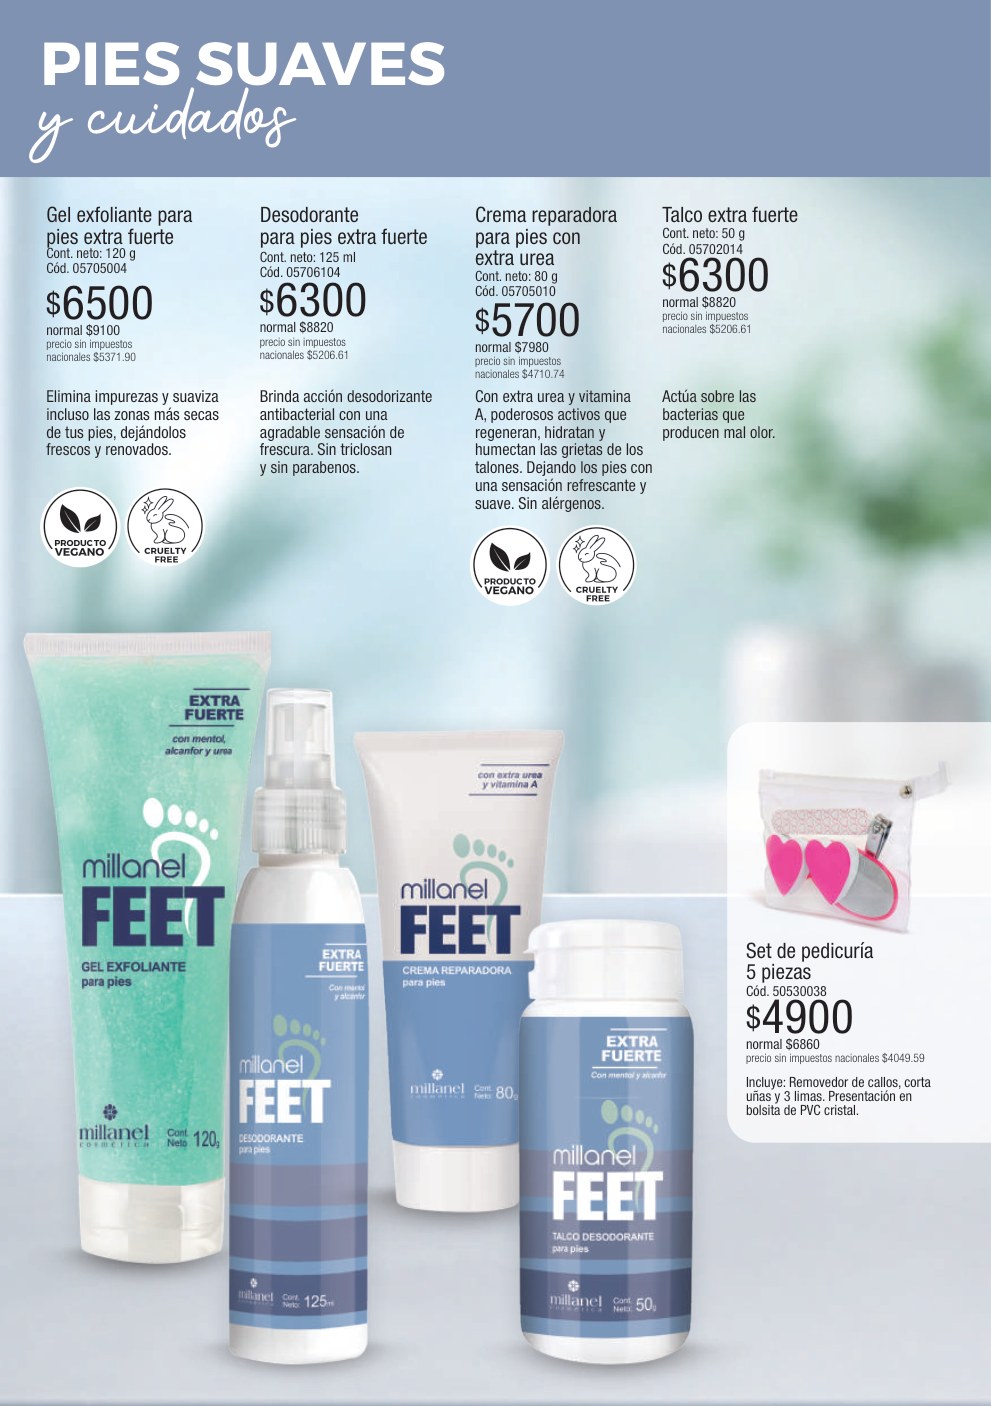 PIES SUAVES
y cuidados
Gel exfoliante para
pies extra fuerte
Cont. neto: 120 g
Cód. 05705004
$6500
normal $9100
precio sin impuestos
nacionales $5371.90
Elimina impurezas y suaviza
incluso las zonas más secas
de tus pies, dejándolos
frescos y renovados.
PRODUCTO
VEGANO
CRUELTY
FREE
Desodorante
para pies extra fuerte
Cont. neto: 125 ml
Cód. 05706104
$6300
normal $8820
precio sin impuestos
nacionales $5206.61
Brinda acción desodorizante
antibacterial con una
agradable sensación de
frescura. Sin triclosan
y sin parabenos.
Crema reparadora
para pies con
extra urea
Cont. neto: 80 g
Cód. 05705010
$5700
normal $7980
precio sin impuestos
nacionales $4710.74
Con extra urea y vitamina
A, poderosos activos que
regeneran, hidratan y
humectan las grietas de los
talones. Dejando los pies con
una sensación refrescante y
suave. Sin alérgenos.
PRODUCTO
VEGANO
CRUELTY
FREE
Talco extra fuerte
Cont. neto: 50 g
Cód. 05702014
$6300
normal $8820
precio sin impuestos
nacionales $5206.61
Actúa sobre las
bacterias que
producen mal olor.
EXTRA
FUERTE
con mentol,
alcanfor y urea
millanel
FEET
GEL EXFOLIANTE
para pies
millanel
cosmética
Cont.
Neto 120g
EXTRA
FUERTE
Con mentol
y alcanfor
millanel
FEET
DESODORANTE
para pies
millanel
cosmética
Cont.
Neto: 125ml
con extra urea
y vitamina A
millanel
FEET
CREMA REPARADORA
para pies
millanel
cosmética
Cont.
Neto: 80g
EXTRA
FUERTE
Con mentol y alcanfor
millanel
FEET
TALCO DESODORANTE
para pies
millanel
cosmética
Cont.
Neto: 50g
Set de pedicuría
5 piezas
Cód. 50530038
$4900
normal $6860
precio sin impuestos nacionales $4049.59
Incluye: Removedor de callos, corta
uñas y 3 limas. Presentación en
bolsita de PVC cristal.